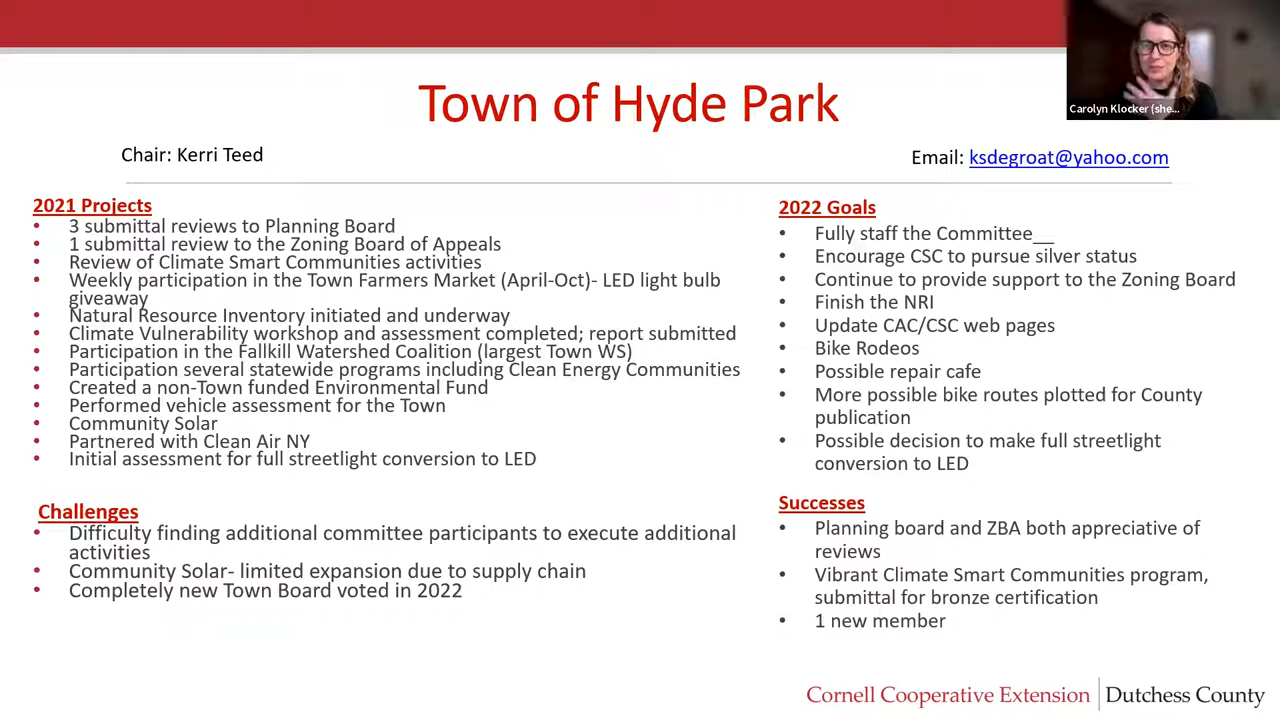 Carolyn Klocker (she...
Town of Hyde Park
Chair: Kerri Teed
Email: ksdegroat@yahoo.com
2021 Projects
• 3 submittal reviews to Planning Board
• 1 submittal review to the Zoning Board of Appeals
• Review of Climate Smart Communities activities
• Weekly participation in the Town Farmers Market (April-Oct)- LED light bulb
giveaway
• Natural Resource Inventory initiated and underway
• Climate Vulnerability workshop and assessment completed; report submitted
• Participation in the Fallkill Watershed Coalition (largest Town WS)
• Participation several statewide programs including Clean Energy Communities
• Created a non-Town funded Environmental Fund
• Performed vehicle assessment for the Town
• Community Solar
• Partnered with Clean Air NY
• Initial assessment for full streetlight conversion to LED
Challenges
• Difficulty finding additional committee participants to execute additional
activities
• Community Solar- limited expansion due to supply chain
• Completely new Town Board voted in 2022
2022 Goals
• Fully staff the Committee__
• Encourage CSC to pursue silver status
• Continue to provide support to the Zoning Board
• Finish the NRI
• Update CAC/CSC web pages
• Bike Rodeos
• Possible repair cafe
• More possible bike routes plotted for County
publication
• Possible decision to make full streetlight
conversion to LED
Successes
• Planning board and ZBA both appreciative of
reviews
• Vibrant Climate Smart Communities program,
submittal for bronze certification
• 1 new member
Cornell Cooperative Extension | Dutchess County